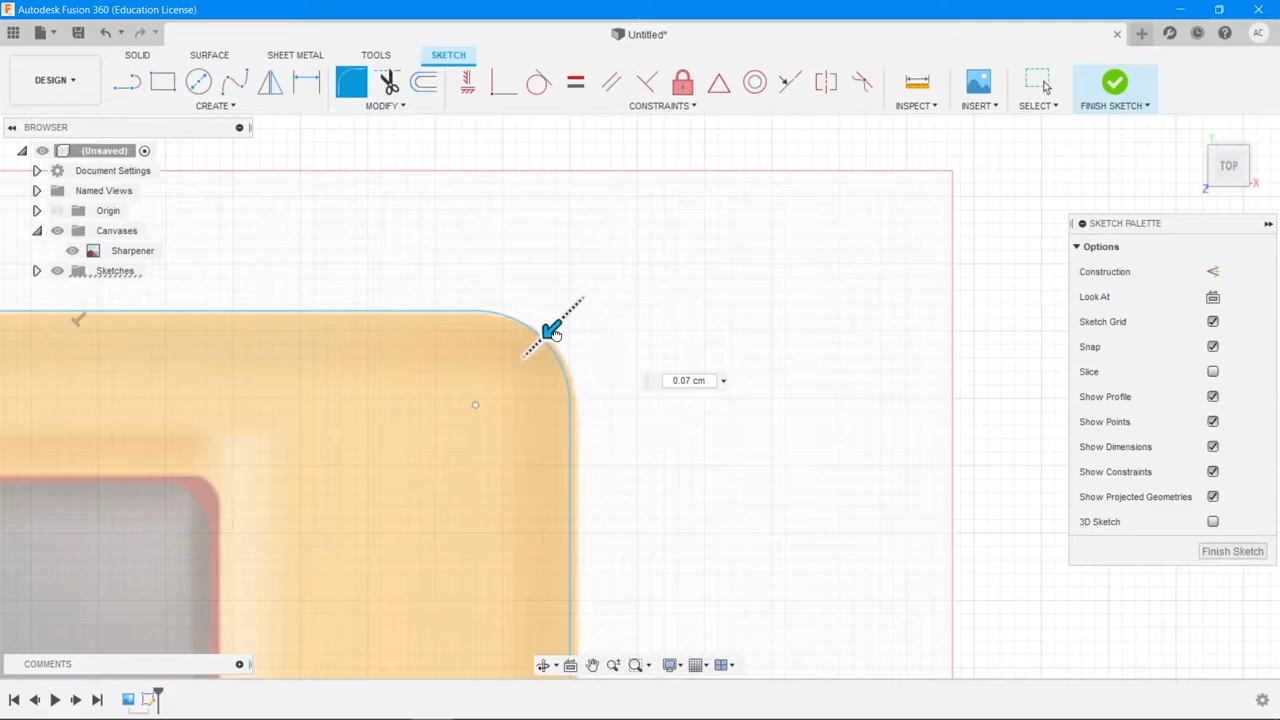 Autodesk Fusion 360 (Education License)
Untitled*
AC
DESIGN
SOLID SURFACE SHEET METAL TOOLS SKETCH
CREATE MODIFY CONSTRAINTS INSPECT INSERT SELECT FINISH SKETCH
BROWSER
(Unsaved)
Document Settings
Named Views
Origin
Canvases
Sharpener
Sketches
Y
TOP
X
Z
SKETCH PALETTE
Options
Construction
Look At
Sketch Grid
Snap
Slice
Show Profile
Show Points
Show Dimensions
Show Constraints
Show Projected Geometries
3D Sketch
Finish Sketch
0.07 cm
COMMENTS